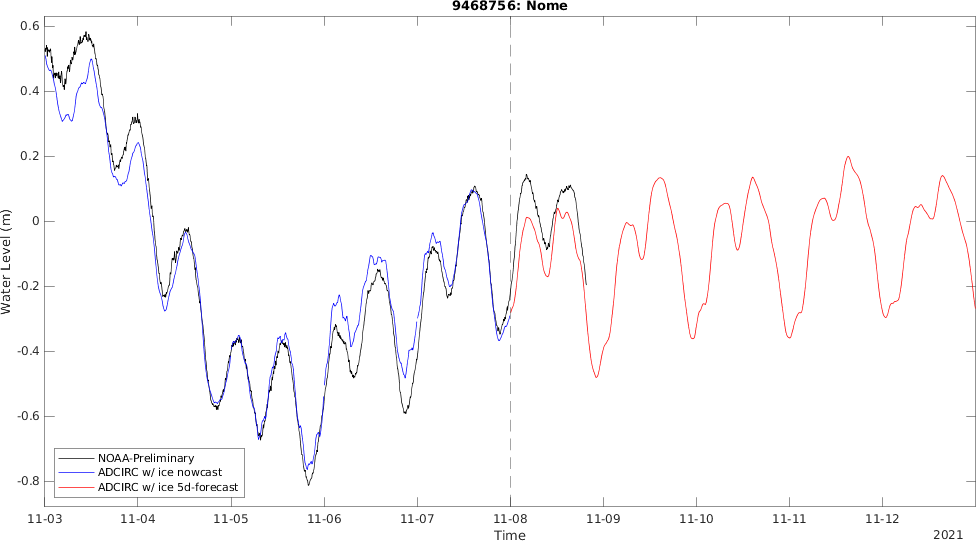 9468756: Nome
0.6
0.4
0.2
0
-0.2
-0.4
-0.6
-0.8
Water Level (m)
NOAA-Preliminary
ADCIRC w/ ice nowcast
ADCIRC w/ ice 5d-forecast
11-03 11-04 11-05 11-06 11-07 11-08 11-09 11-10 11-11 11-12
Time
2021